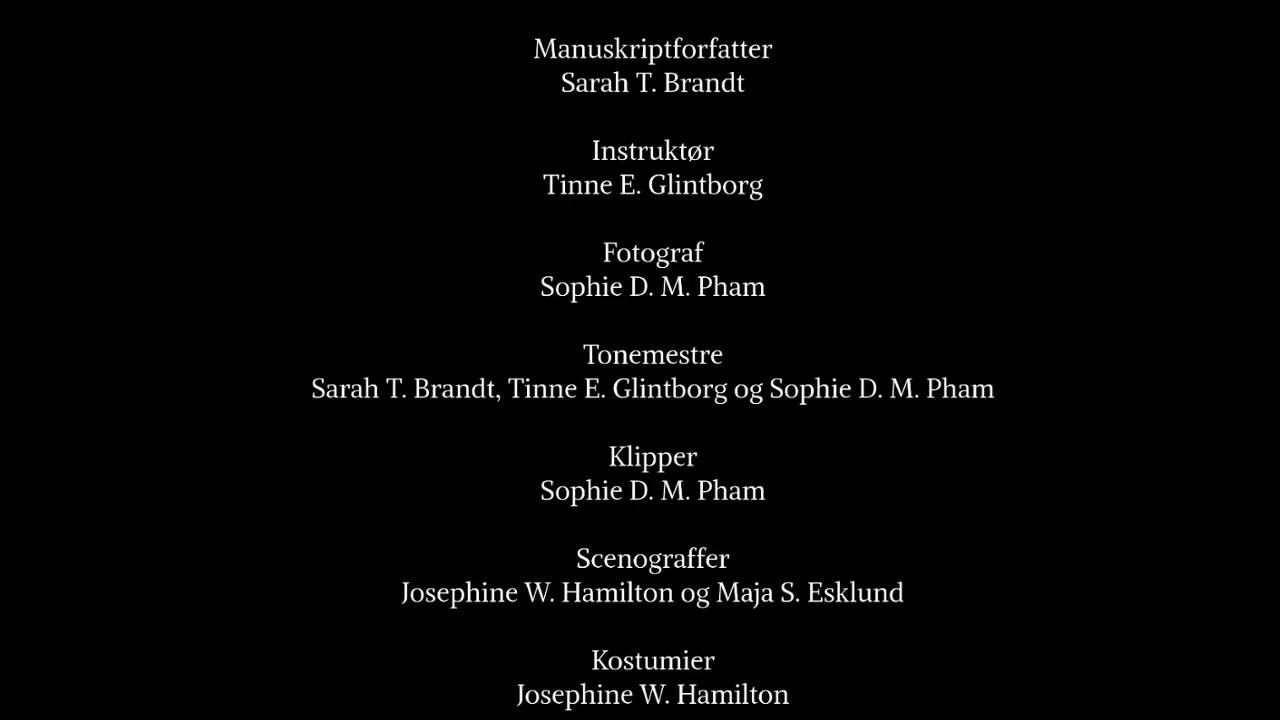 Manuskriptforfatter
Sarah T. Brandt
Instruktør
Tinne E. Glintborg
Fotograf
Sophie D. M. Pham
Tonemestre
Sarah T. Brandt, Tinne E. Glintborg og Sophie D. M. Pham
Klipper
Sophie D. M. Pham
Scenograffer
Josephine W. Hamilton og Maja S. Esklund
Kostumier
Josephine W. Hamilton